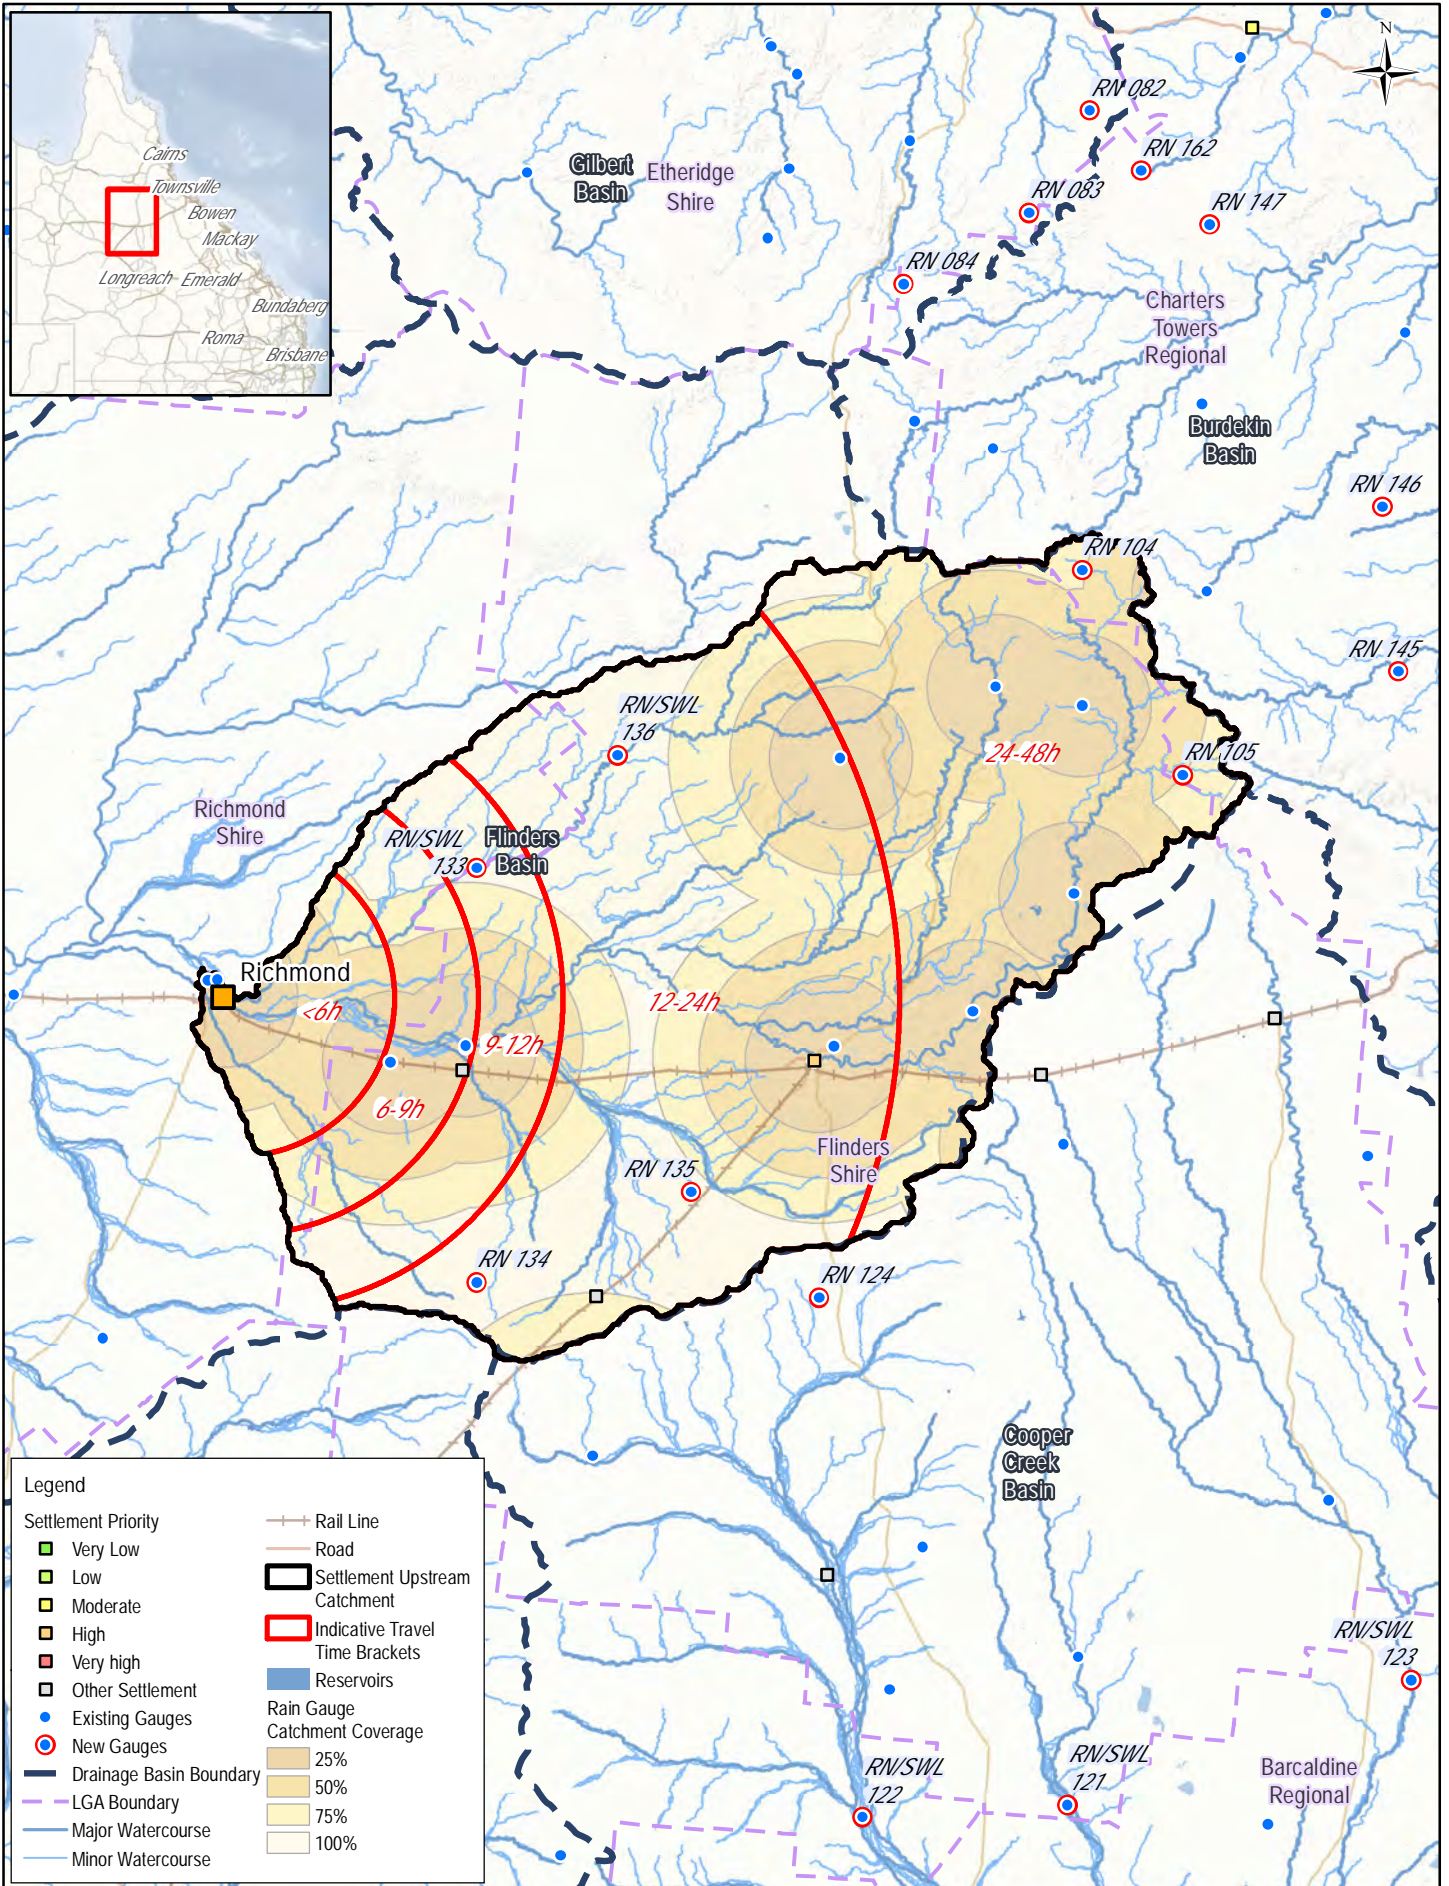 N
Cairns
Townsville
Bowen
Mackay
Longreach
Emerald
Bundaberg
Roma
Brisbane
RN 082
Gilbert
Basin
Etheridge
Shire
RN 162
RN 083
RN 147
RN 084
Charters
Towers
Regional
Burdekin
Basin
RN 146
RN 104
RN 145
RN/SWL
136
24-48h
RN 105
Richmond
Shire
RN/SWL
133
Flinders
Basin
Richmond
<6h
12-24h
9-12h
6-9h
Flinders
Shire
RN 135
RN 134
RN 124
Cooper
Creek
Basin
RN/SWL
123
RN/SWL
122
RN/SWL
121
Barcaldine
Regional
Legend
Settlement Priority
Very Low
Low
Moderate
High
Very high
Other Settlement
Existing Gauges
New Gauges
Drainage Basin Boundary
LGA Boundary
Major Watercourse
Minor Watercourse
Rail Line
Road
Settlement Upstream
Catchment
Indicative Travel
Time Brackets
Reservoirs
Rain Gauge
Catchment Coverage
25%
50%
75%
100%